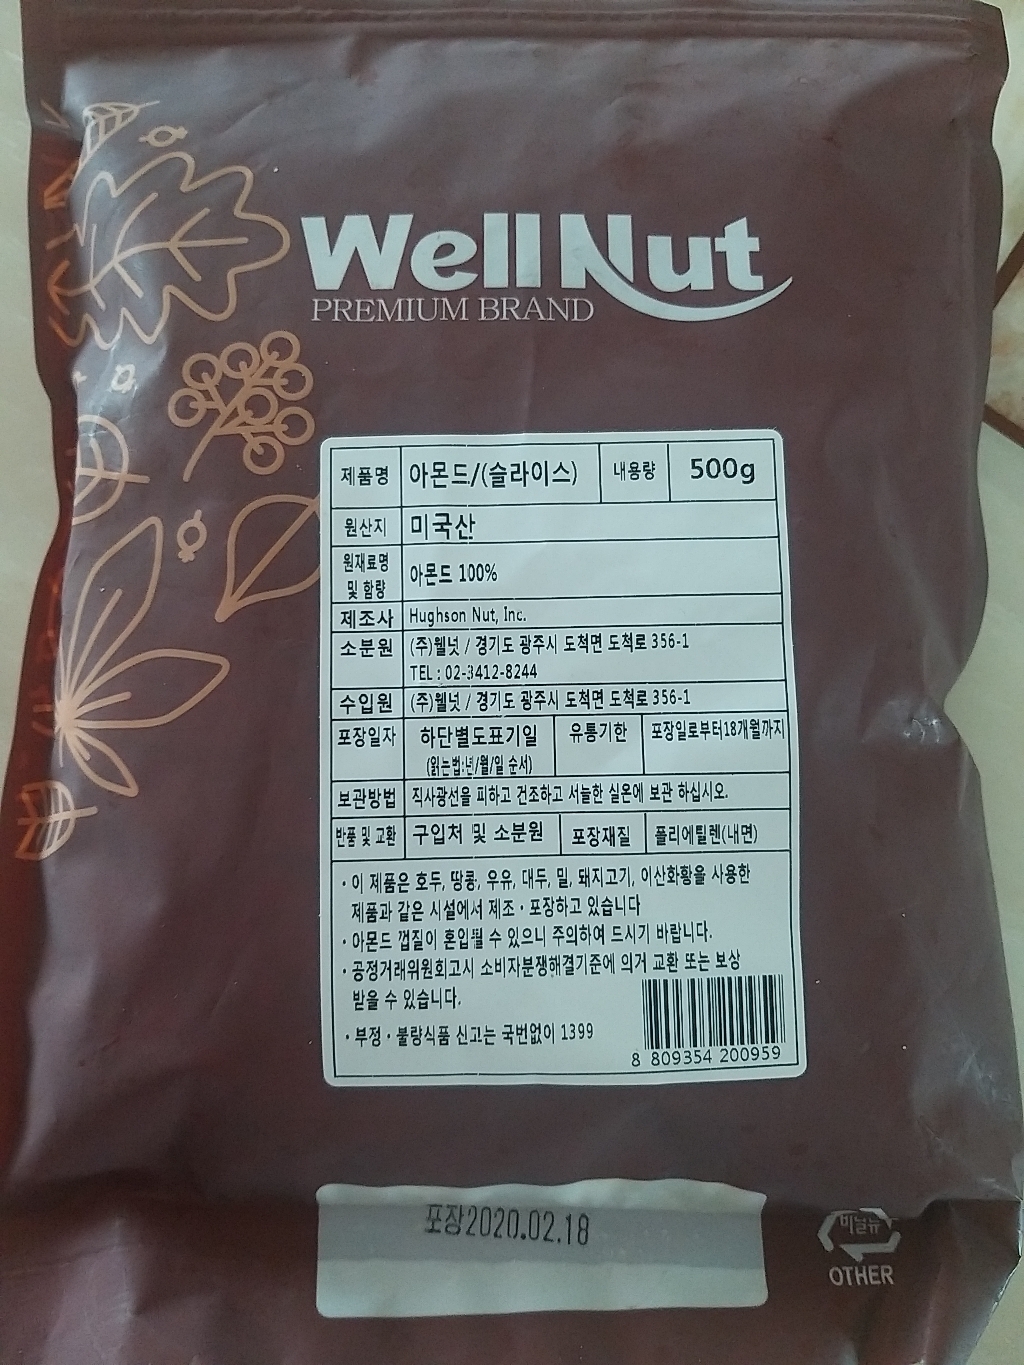 WellNut
PREMIUM BRAND
제품명 아몬드/(슬라이스) 내용량 500g
원산지 미국산
원재료명 및 함량 아몬드 100%
제조사 Hughson Nut, Inc.
소분원 (주)웰넛 / 경기도 광주시 도척면 도척로 356-1
TEL : 02-3412-8244
수입원 (주)웰넛 / 경기도 광주시 도척면 도척로 356-1
포장일자 하단별도표기일 유통기한 포장일로부터18개월까지
(읽는법:년/월/일 순서)
보관방법 직사광선을 피하고 건조하고 서늘한 실온에 보관 하십시오.
반품 및 교환 구입처 및 소분원 포장재질 폴리에틸렌(내면)
· 이 제품은 호두, 땅콩, 우유, 대두, 밀, 돼지고기, 이산화황을 사용한
제품과 같은 시설에서 제조 · 포장하고 있습니다
· 아몬드 껍질이 혼입될 수 있으니 주의하여 드시기 바랍니다.
· 공정거래위원회고시 소비자분쟁해결기준에 의거 교환 또는 보상
받을 수 있습니다.
· 부정 · 불량식품 신고는 국번없이 1399
8 809354 200959
포장2020.02.18
비닐류
OTHER